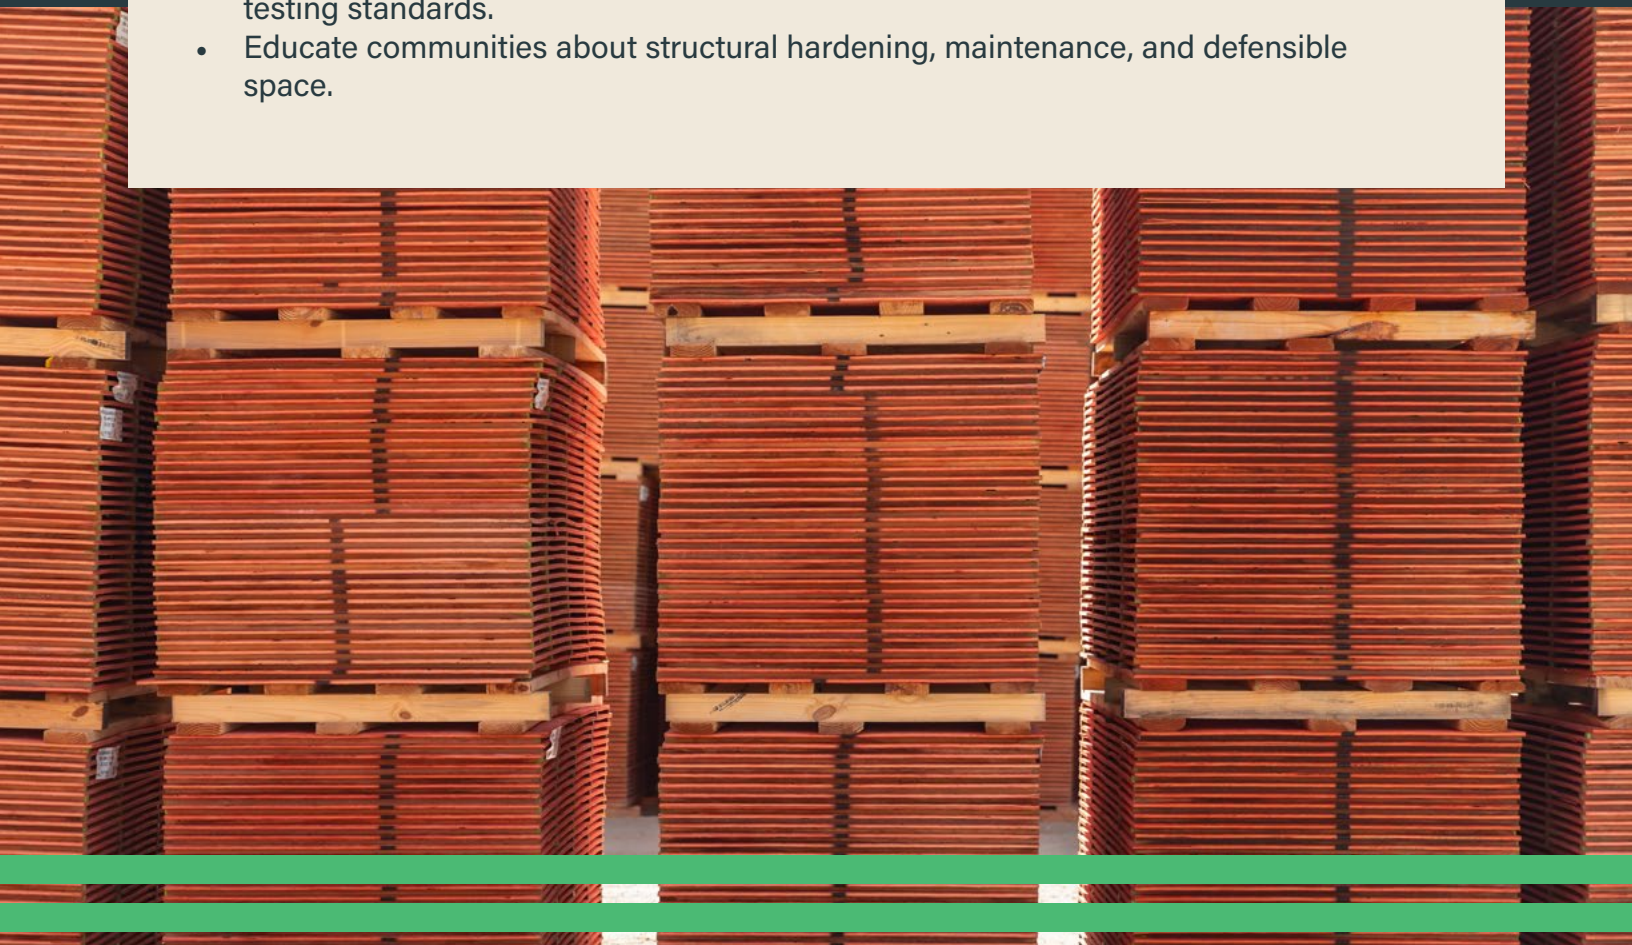 testing standards.
• Educate communities about structural hardening, maintenance, and defensible
space.